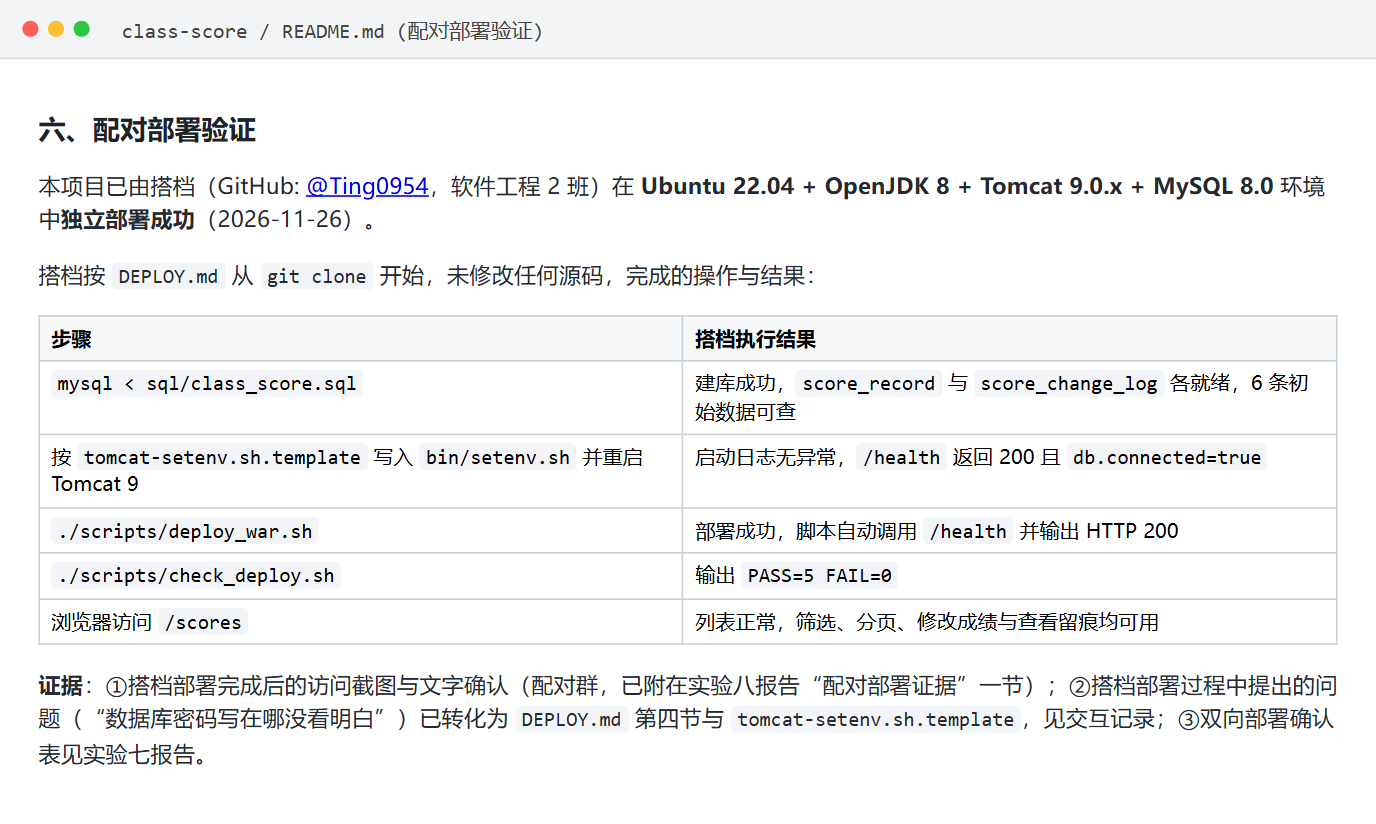 class-score / README.md (配对部署验证)
六、配对部署验证
本项目已由搭档（GitHub: @Ting0954，软件工程 2 班）在 Ubuntu 22.04 + OpenJDK 8 + Tomcat 9.0.x + MySQL 8.0 环境
中独立部署成功（2026-11-26）。
搭档按 DEPLOY.md 从 git clone 开始，未修改任何源码，完成的操作与结果：
步骤
搭档执行结果
mysql < sql/class_score.sql
建库成功，score_record 与 score_change_log 各就绪，6 条初
始数据可查
按 tomcat-setenv.sh.template 写入 bin/setenv.sh 并重启
Tomcat 9
启动日志无异常，/health 返回 200 且 db.connected=true
./scripts/deploy_war.sh
部署成功，脚本自动调用 /health 并输出 HTTP 200
./scripts/check_deploy.sh
输出 PASS=5 FAIL=0
浏览器访问 /scores
列表正常，筛选、分页、修改成绩与查看留痕均可用
证据：①搭档部署完成后的访问截图与文字确认（配对群，已附在实验八报告“配对部署证据”一节）；②搭档部署过程中提出的问
题（“数据库密码写在哪没看明白”）已转化为 DEPLOY.md 第四节与 tomcat-setenv.sh.template，见交互记录；③双向部署确认
表见实验七报告。